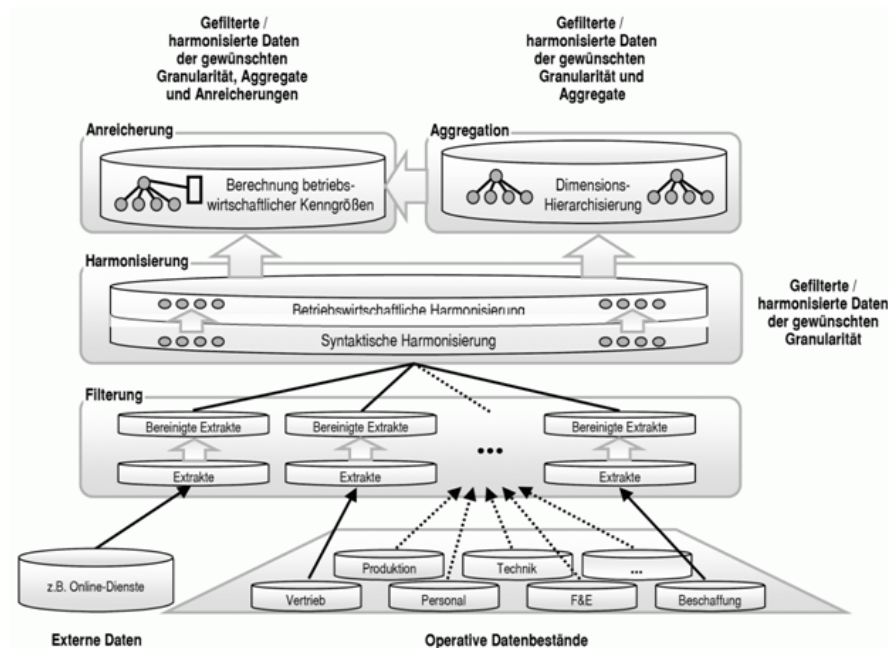 Gefilterte /
harmonisierte Daten
der gewünschten
Granularität, Aggregate
und Anreicherungen
Gefilterte /
harmonisierte Daten
der gewünschten
Granularität und
Aggregate
Anreicherung
Aggregation
Berechnung betriebs-
wirtschaftlicher Kenngrößen
Dimensions-
Hierarchisierung
Harmonisierung
Betriebswirtschaftliche Harmonisierung
Syntaktische Harmonisierung
Gefilterte /
harmonisierte Daten
der gewünschten
Granularität
Filterung
Bereinigte Extrakte
Bereinigte Extrakte
Bereinigte Extrakte
...
Extrakte
Extrakte
Extrakte
z.B. Online-Dienste
Produktion
Technik
...
Vertrieb
Personal
F&E
Beschaffung
Externe Daten
Operative Datenbestände